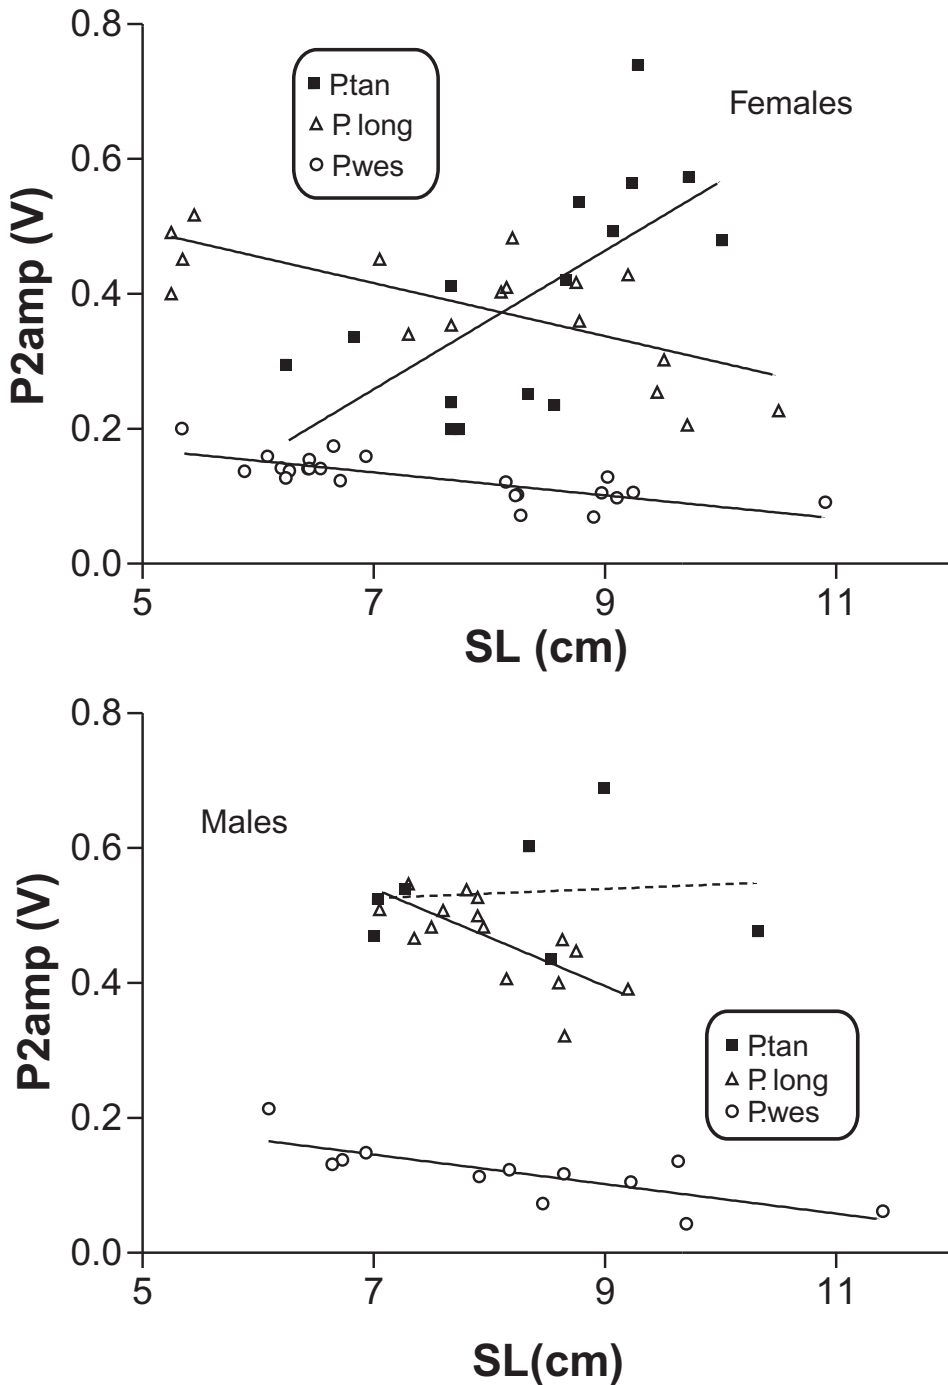 0.8
P.tan
P. long
P.wes
Females
0.6
0.4
0.2
0.0
P2amp (V)
5 7 9 11
SL (cm)
0.8
Males
0.6
0.4
0.2
0.0
P2amp (V)
P.tan
P. long
P.wes
5 7 9 11
SL(cm)